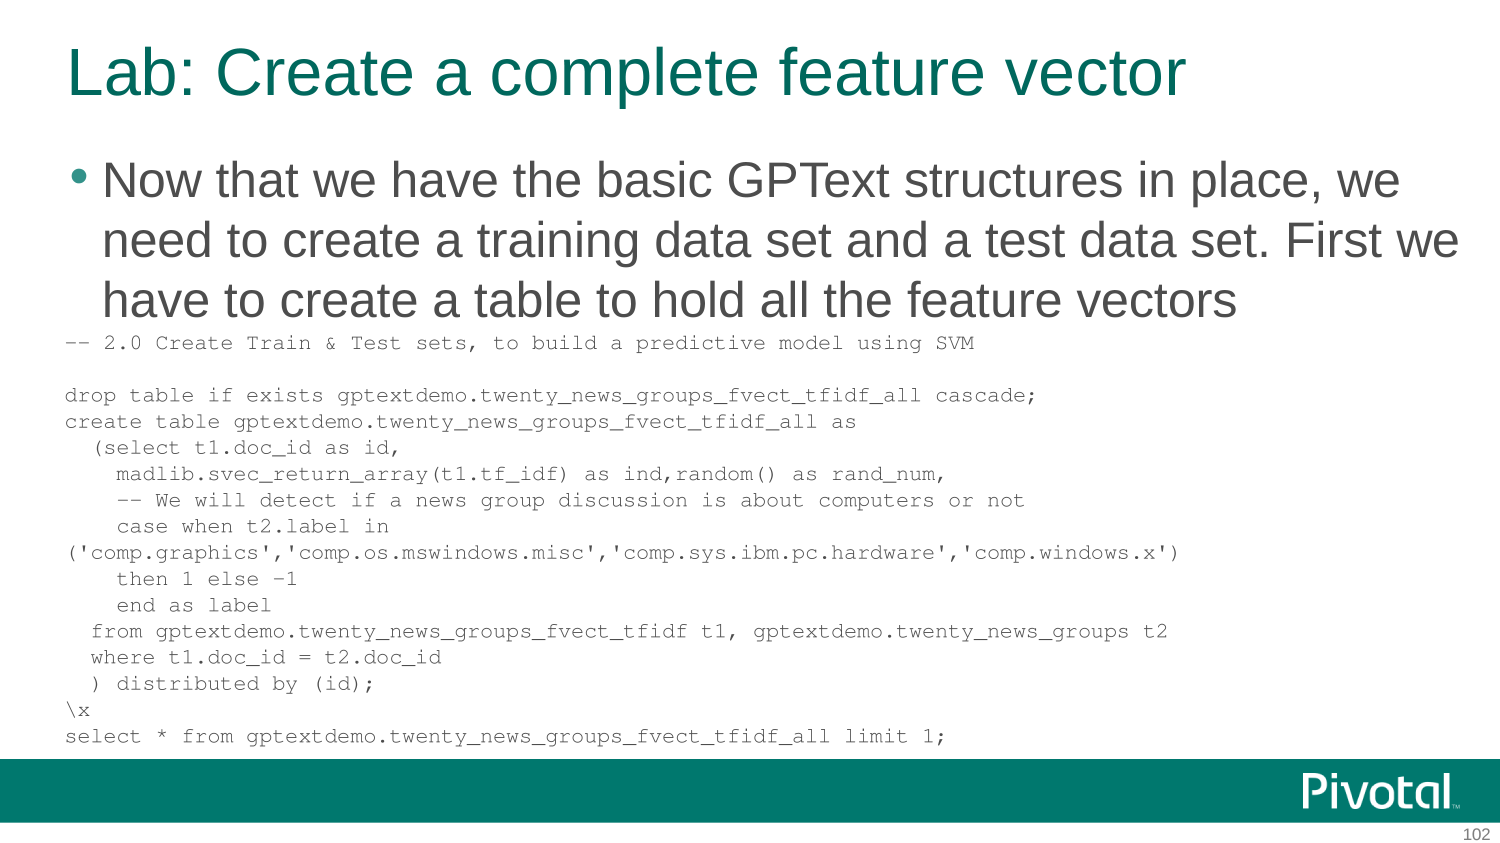 Lab: Create a complete feature vector
• Now that we have the basic GPText structures in place, we
need to create a training data set and a test data set. First we
have to create a table to hold all the feature vectors
-- 2.0 Create Train & Test sets, to build a predictive model using SVM
drop table if exists gptextdemo.twenty_news_groups_fvect_tfidf_all cascade;
create table gptextdemo.twenty_news_groups_fvect_tfidf_all as
(select t1.doc_id as id,
madlib.svec_return_array(t1.tf_idf) as ind,random() as rand_num,
-- We will detect if a news group discussion is about computers or not
case when t2.label in
('comp.graphics','comp.os.mswindows.misc','comp.sys.ibm.pc.hardware','comp.windows.x')
then 1 else -1
end as label
from gptextdemo.twenty_news_groups_fvect_tfidf t1, gptextdemo.twenty_news_groups t2
where t1.doc_id = t2.doc_id
) distributed by (id);
\x
select * from gptextdemo.twenty_news_groups_fvect_tfidf_all limit 1;
Pivotal™
102